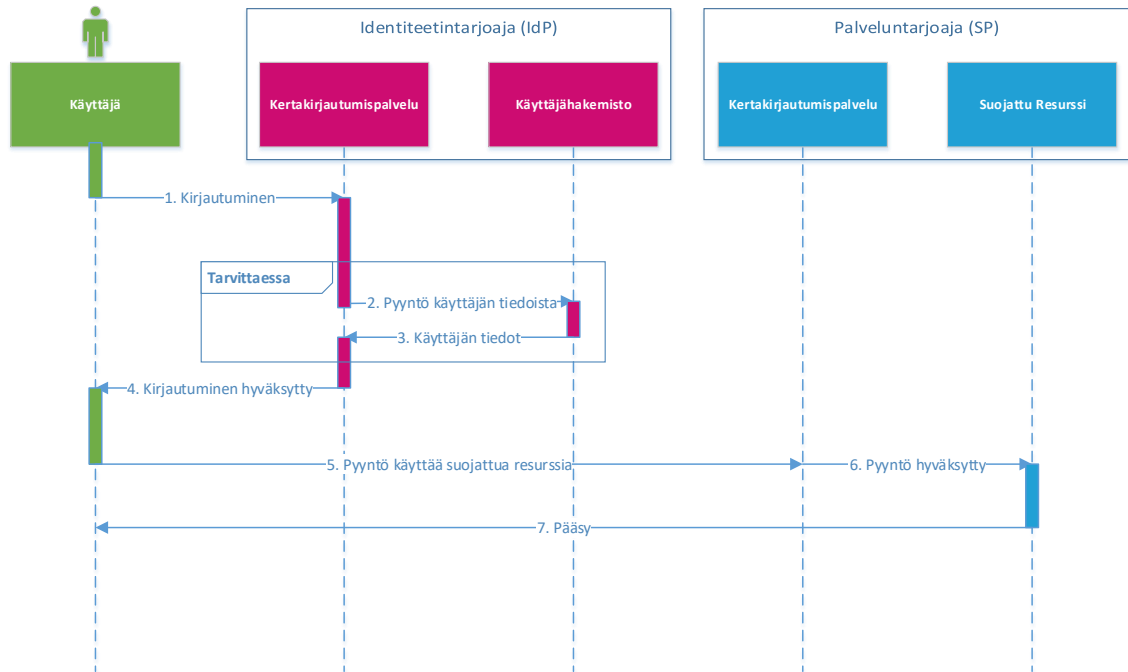 Identiteetintarjoaja (IdP)
Palveluntarjoaja (SP)
Käyttäjä
Kertakirjautumispalvelu
Käyttäjähakemisto
Kertakirjautumispalvelu
Suojattu Resurssi
1. Kirjautuminen
Tarvittaessa
2. Pyyntö käyttäjän tiedoista
3. Käyttäjän tiedot
4. Kirjautuminen hyväksytty
5. Pyyntö käyttää suojattua resurssia
6. Pyyntö hyväksytty
7. Pääsy